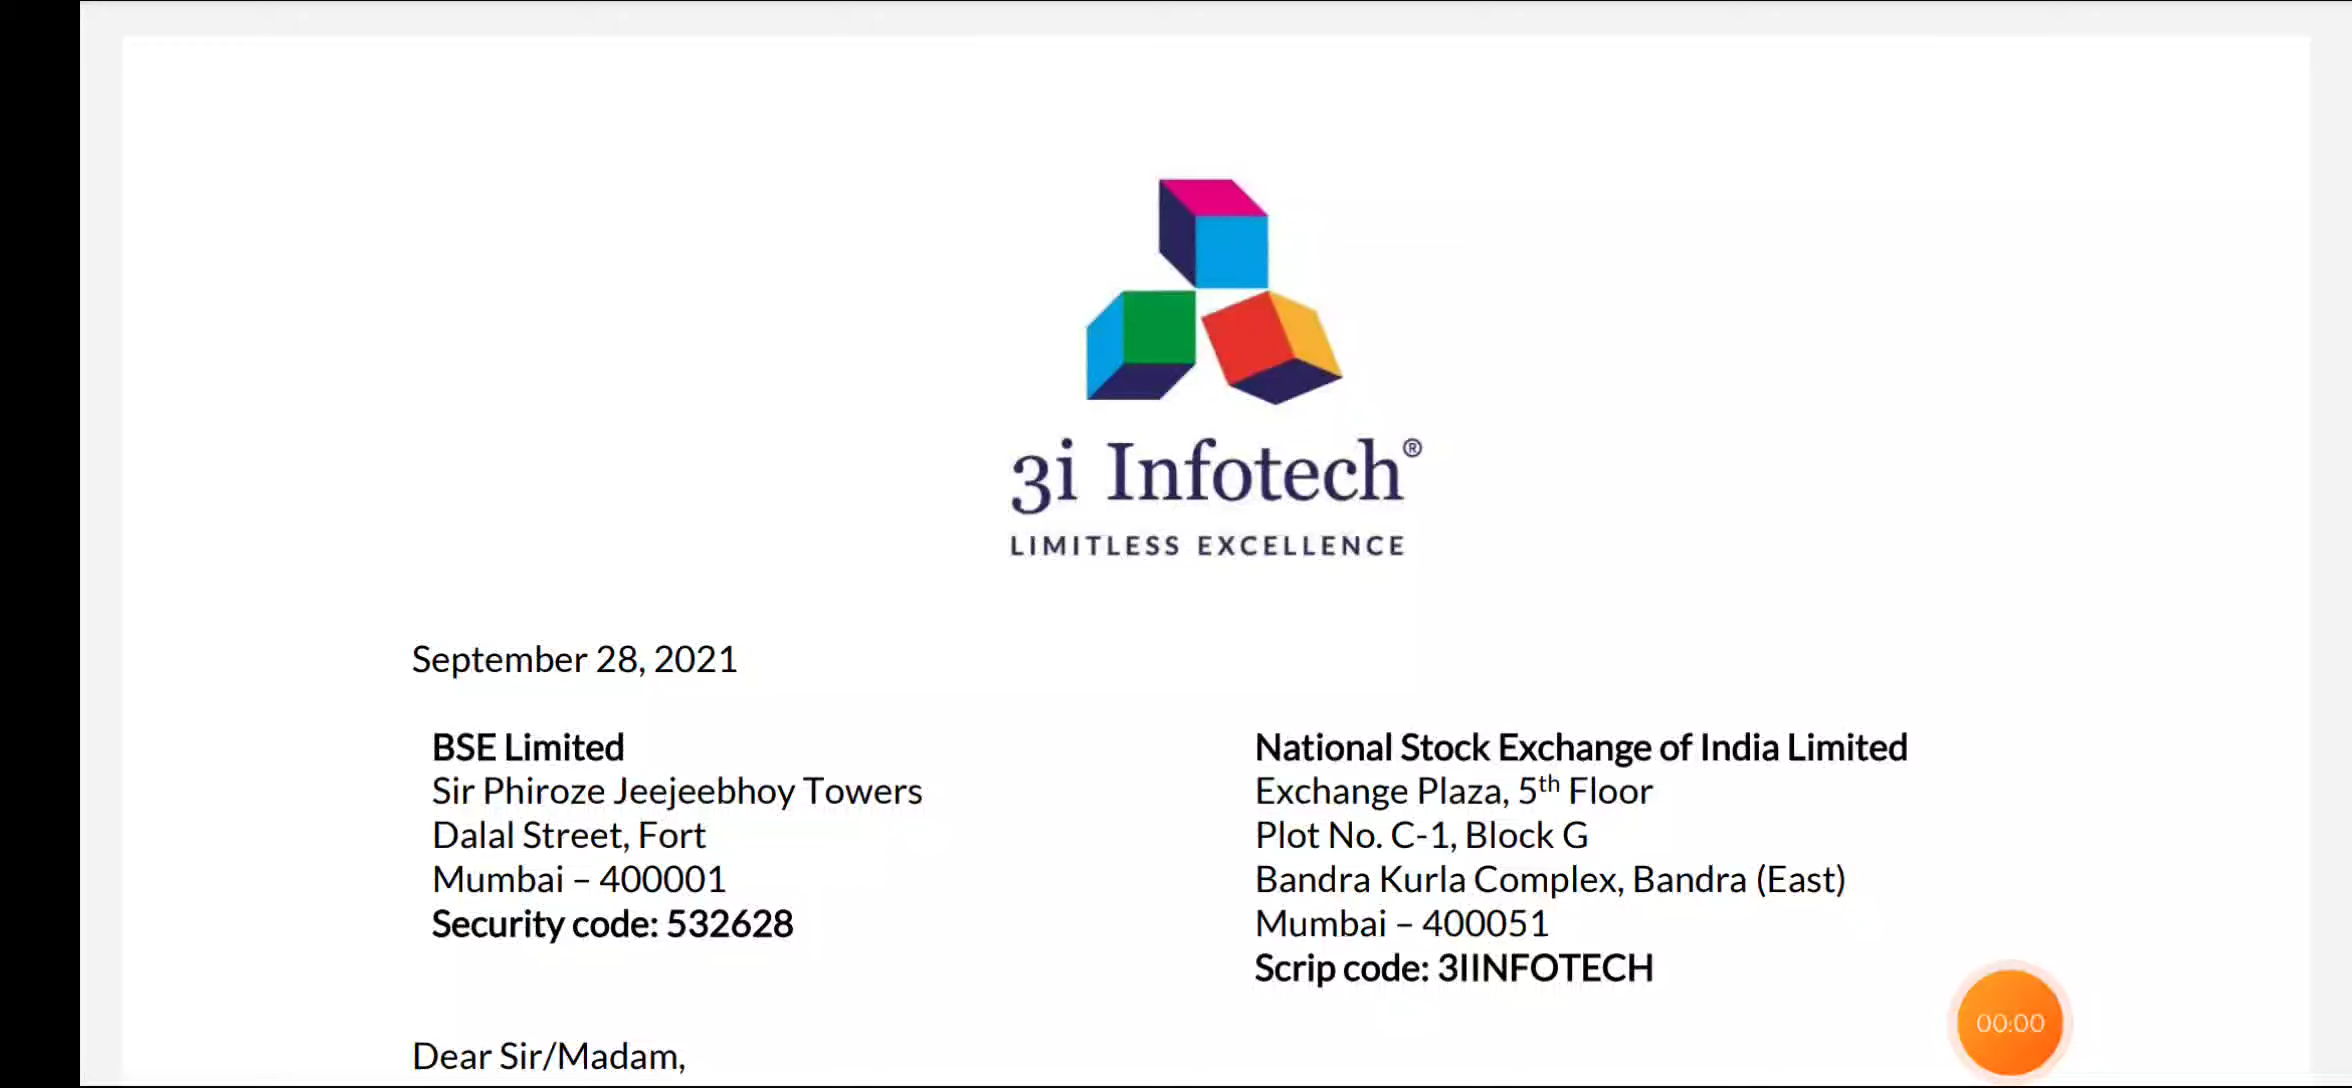 3i Infotech®
LIMITLESS EXCELLENCE
September 28, 2021
BSE Limited
Sir Phiroze Jeejeebhoy Towers
Dalal Street, Fort
Mumbai – 400001
Security code: 532628
National Stock Exchange of India Limited
Exchange Plaza, 5th Floor
Plot No. C-1, Block G
Bandra Kurla Complex, Bandra (East)
Mumbai – 400051
Scrip code: 3IINFOTECH
00:00
Dear Sir/Madam,